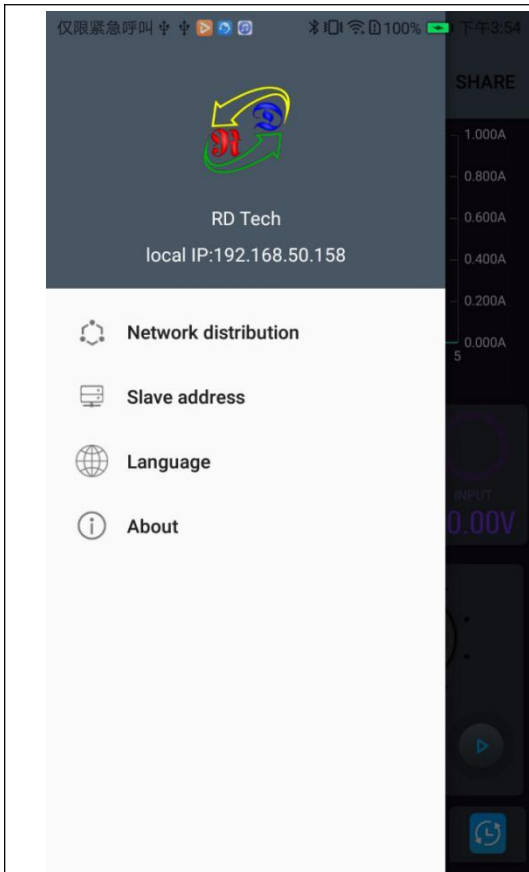 仅限紧急呼叫 100% 下午3:54
SHARE
RD Tech
local IP:192.168.50.158
1.000A
0.800A
0.600A
0.400A
0.200A
0.000A
5
Network distribution
Slave address
Language
About
INPUT
0.00V